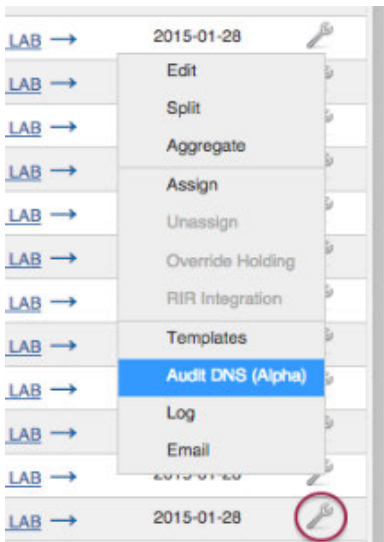 LAB → 2015-01-28
Edit
LAB →
Split
LAB →
Aggregate
LAB →
Assign
LAB →
Unassign
LAB →
Override Holding
LAB →
RIR Integration
LAB →
Templates
LAB →
Audit DNS (Alpha)
LAB →
Log
LAB →
Email
LAB →
LAB → 2015-01-28